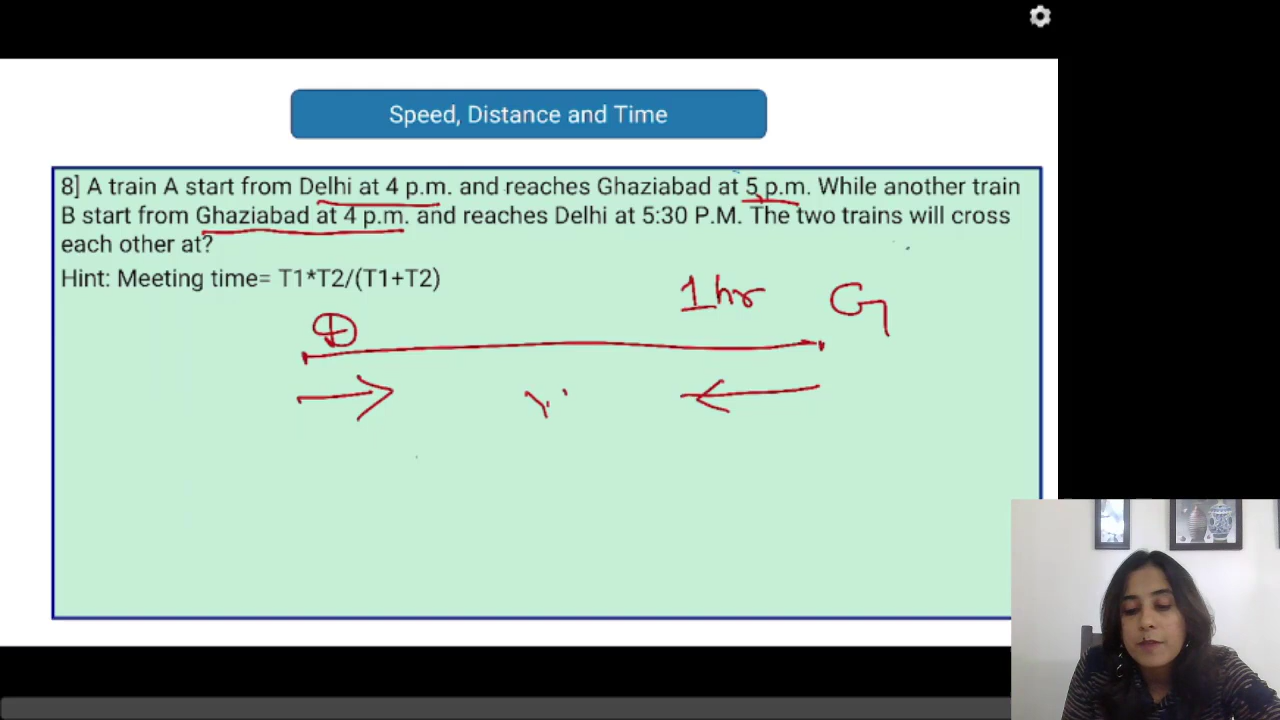 Speed, Distance and Time
8] A train A start from Delhi at 4 p.m. and reaches Ghaziabad at 5 p.m. While another train
B start from Ghaziabad at 4 p.m. and reaches Delhi at 5:30 P.M. The two trains will cross
each other at?
Hint: Meeting time= T1*T2/(T1+T2)
1 hr
G
D